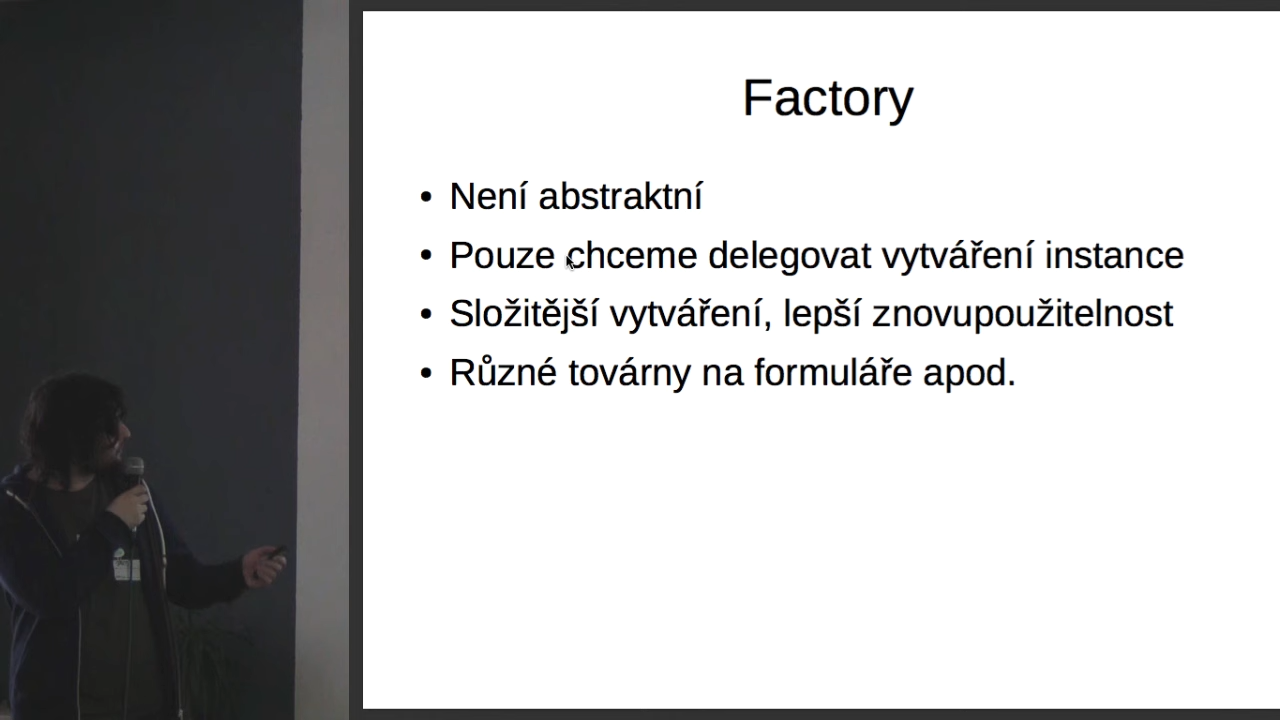 Factory
• Není abstraktní
• Pouze chceme delegovat vytváření instance
• Složitější vytváření, lepší znovupoužitelnost
• Různé továrny na formuláře apod.